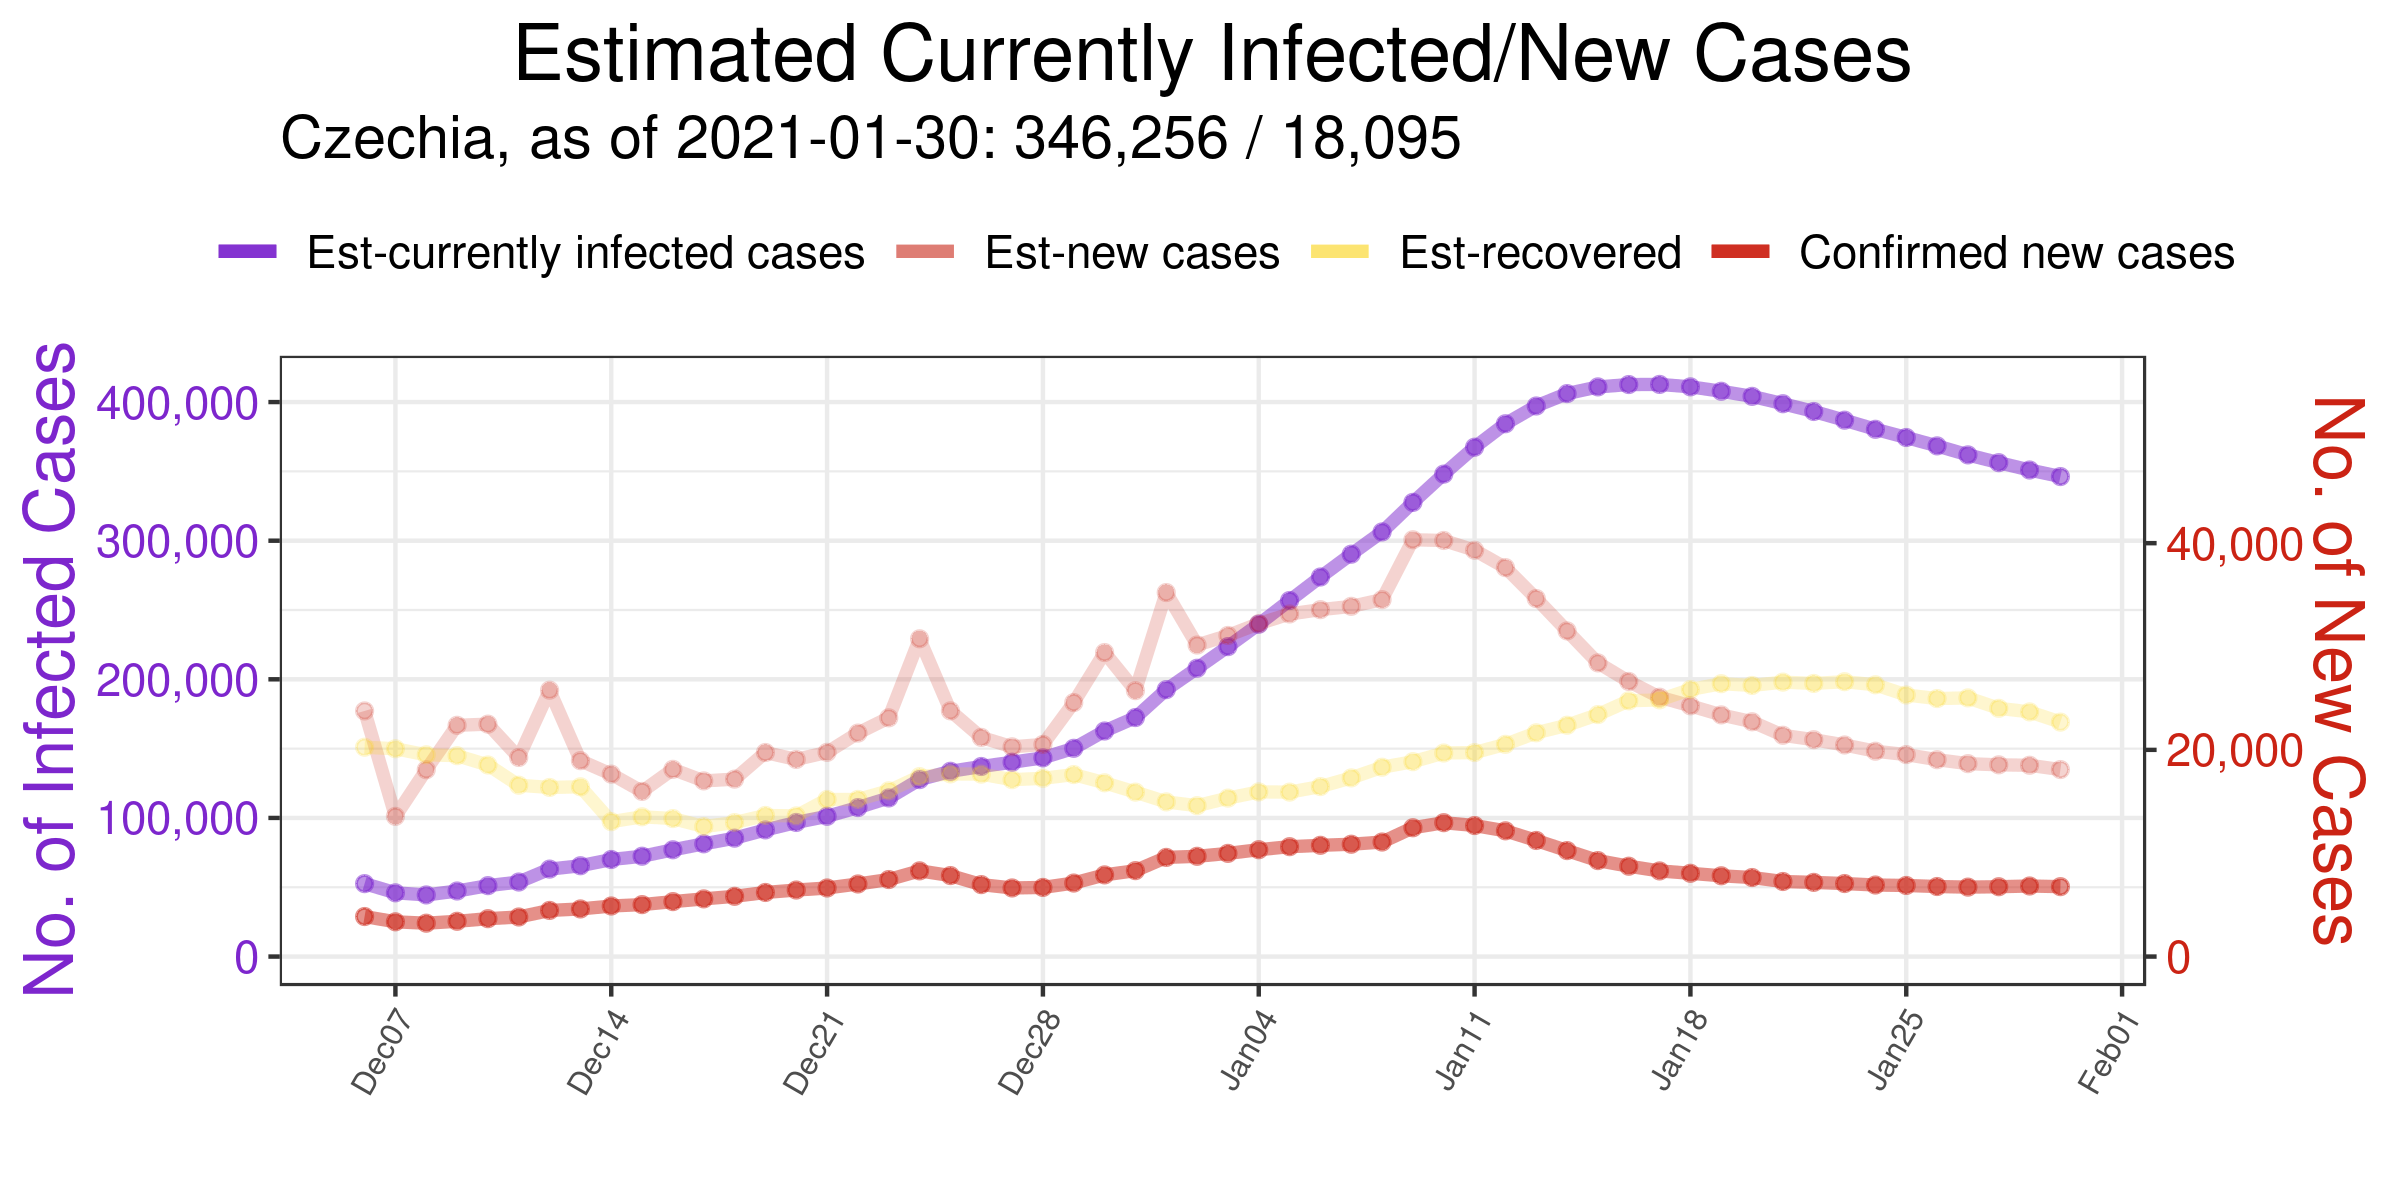 Estimated Currently Infected/New Cases
Czechia, as of 2021-01-30: 346,256 / 18,095
Est-currently infected cases Est-new cases Est-recovered Confirmed new cases
No. of Infected Cases
400,000
300,000
200,000
100,000
0
No. of New Cases
40,000
20,000
0
Dec07 Dec14 Dec21 Dec28 Jan04 Jan11 Jan18 Jan25 Feb01